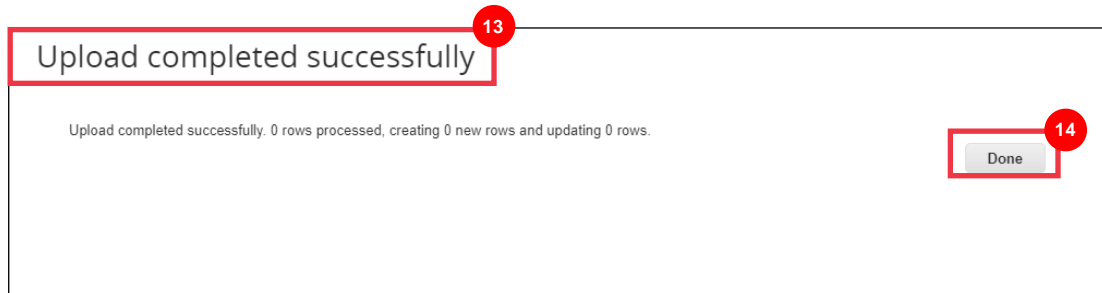 13
Upload completed successfully
Upload completed successfully. 0 rows processed, creating 0 new rows and updating 0 rows.
14
Done